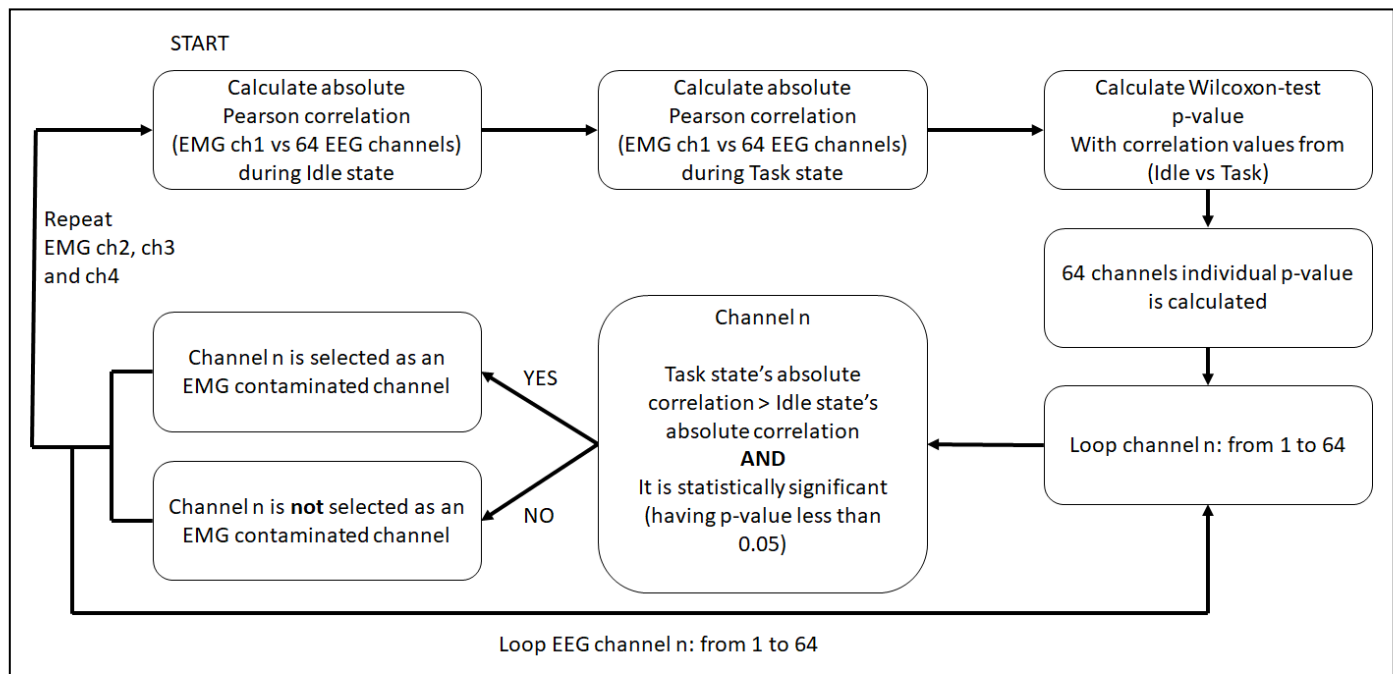 START
Calculate absolute
Pearson correlation
(EMG ch1 vs 64 EEG channels)
during Idle state
Calculate absolute
Pearson correlation
(EMG ch1 vs 64 EEG channels)
during Task state
Calculate Wilcoxon-test
p-value
With correlation values from
(Idle vs Task)
64 channels individual p-value
is calculated
Loop channel n: from 1 to 64
Channel n
Task state's absolute
correlation > Idle state's
absolute correlation
AND
It is statistically significant
(having p-value less than
0.05)
YES
NO
Channel n is selected as an
EMG contaminated channel
Channel n is not selected as an
EMG contaminated channel
Repeat
EMG ch2, ch3
and ch4
Loop EEG channel n: from 1 to 64